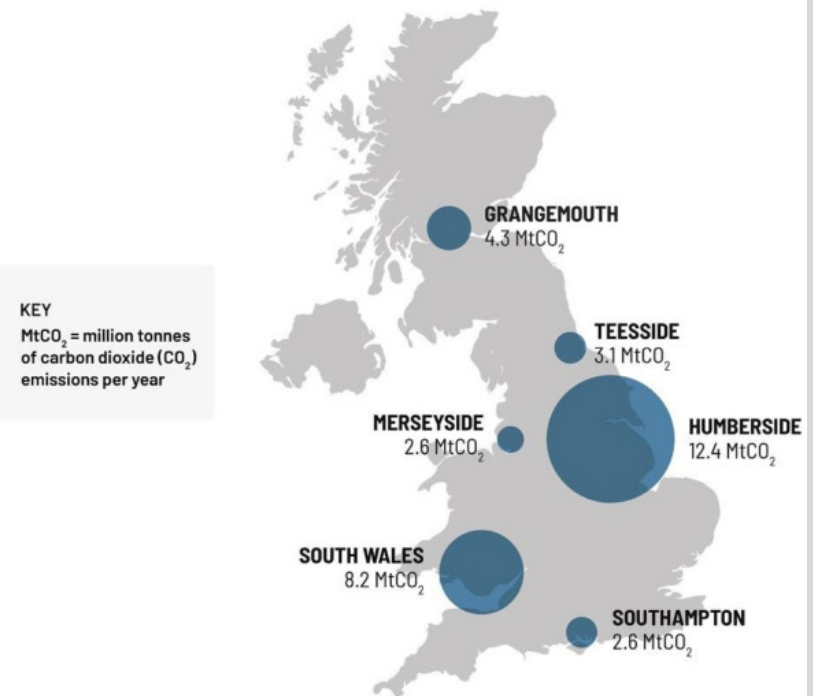 GRANGEMOUTH
4.3 MtCO₂
KEY
MtCO₂ = million tonnes
of carbon dioxide (CO₂)
emissions per year
TEESSIDE
3.1 MtCO₂
MERSEYSIDE
2.6 MtCO₂
HUMBERSIDE
12.4 MtCO₂
SOUTH WALES
8.2 MtCO₂
SOUTHAMPTON
2.6 MtCO₂